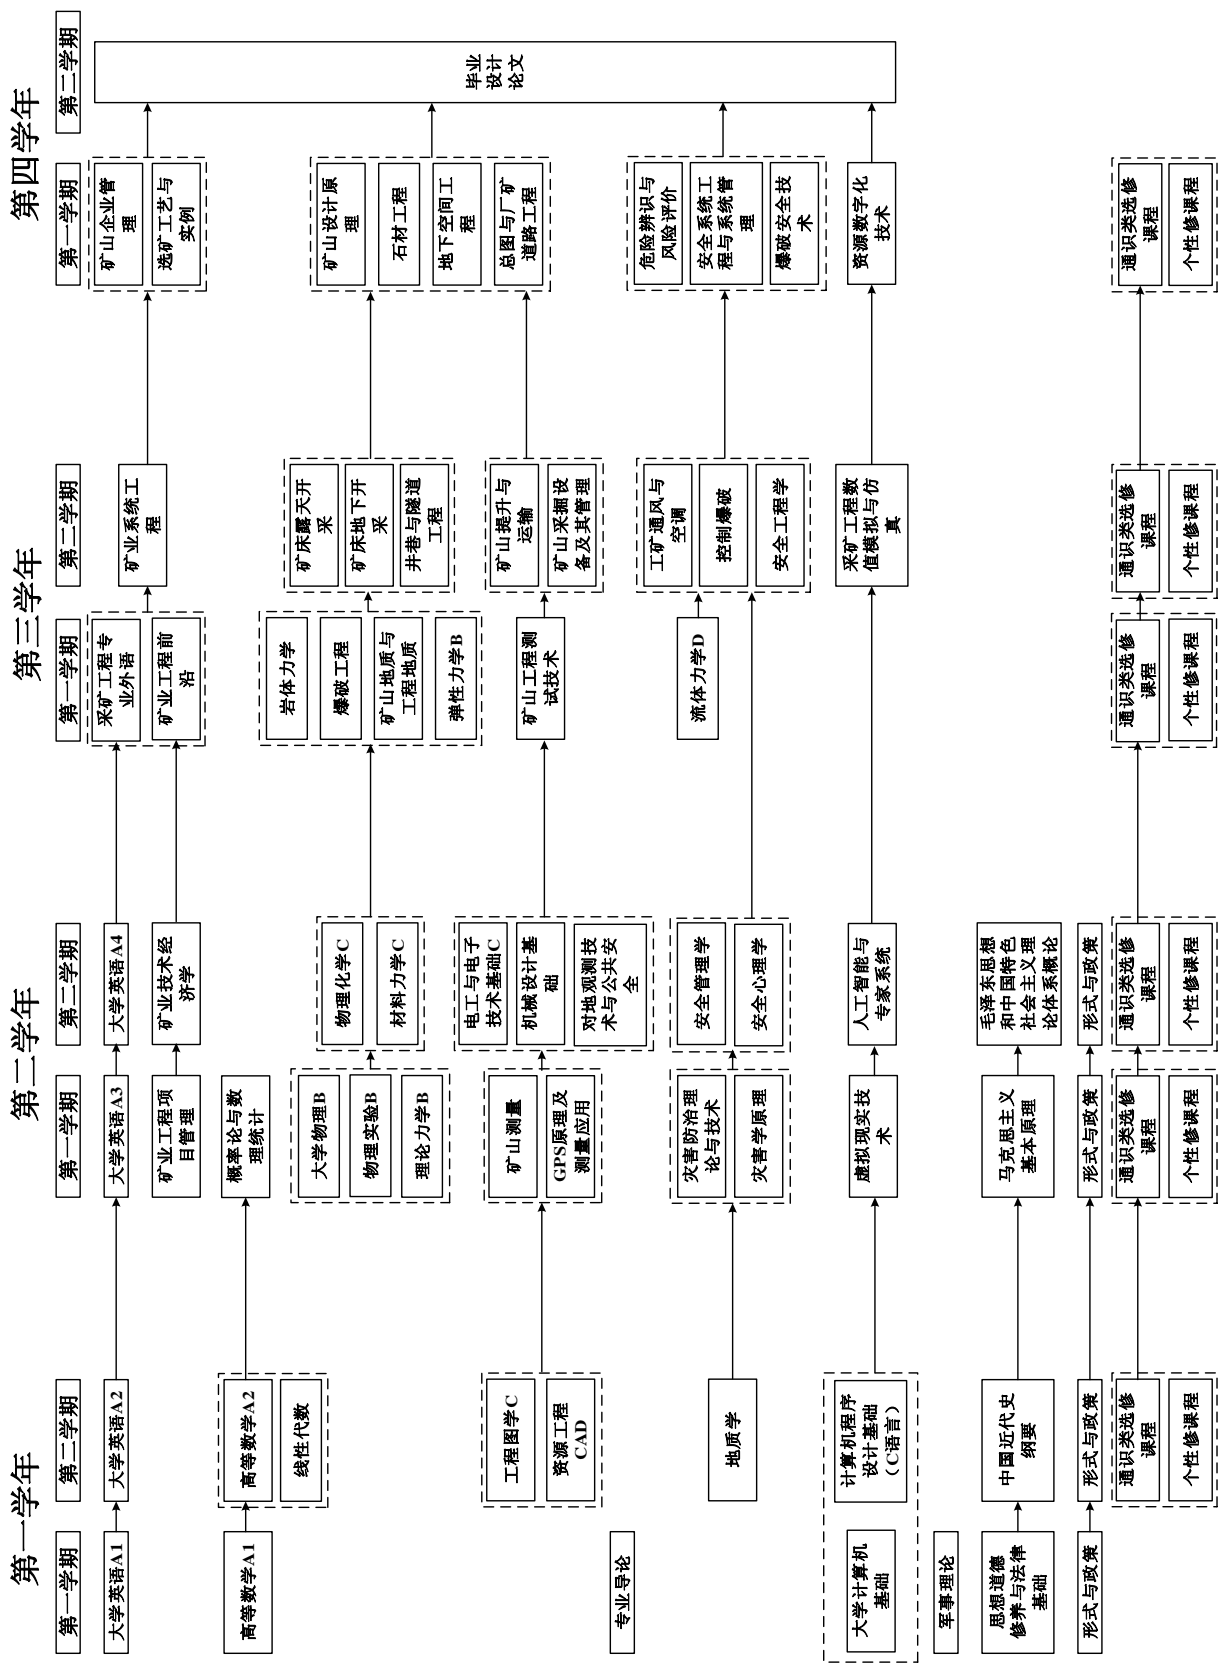 第一学年
第二学年
第三学年
第四学年
第一学期
第二学期
第一学期
第二学期
第一学期
第二学期
第一学期
第二学期
大学英语A1
大学英语A2
大学英语A3
大学英语A4
采矿工程专
业外语
矿业系统工
程
矿山企业管
理
矿业工程项
目管理
矿业技术经
济学
矿业工程前
沿
选矿工艺与
实例
高等数学A1
高等数学A2
线性代数
概率论与数
理统计
大学物理B
物理实验B
理论力学B
物理化学C
材料力学C
岩体力学
爆破工程
矿山地质与
工程地质
弹性力学B
矿床露天开
采
矿床地下开
采
井巷与隧道
工程
矿山设计原
理
石材工程
地下空间工
程
总图与厂矿
道路工程
工程图学C
资源工程
CAD
矿山测量
GPS原理及
测量应用
电工与电子
技术基础C
机械设计基
础
对地观测技
术与公共安
全
矿山工程测
试技术
矿山提升与
运输
矿山采掘设
备及其管理
专业导论
地质学
灾害防治理
论与技术
灾害学原理
安全管理学
安全心理学
流体力学D
工矿通风与
空调
控制爆破
安全工程学
危险辨识与
风险评价
安全系统工
程与系统管
理
爆破安全技
术
大学计算机
基础
计算机程序
设计基础
（C语言）
虚拟现实技
术
人工智能与
专家系统
采矿工程数
值模拟与仿
真
资源数字化
技术
毕业
设计
论文
军事理论
思想道德
修养与法律
基础
中国近代史
纲要
马克思主义
基本原理
毛泽东思想
和中国特色
社会主义理
论体系概论
形式与政策
形式与政策
形式与政策
形式与政策
通识类选修
课程
个性修课程
通识类选修
课程
个性修课程
通识类选修
课程
个性修课程
通识类选修
课程
个性修课程
通识类选修
课程
个性修课程
通识类选修
课程
个性修课程